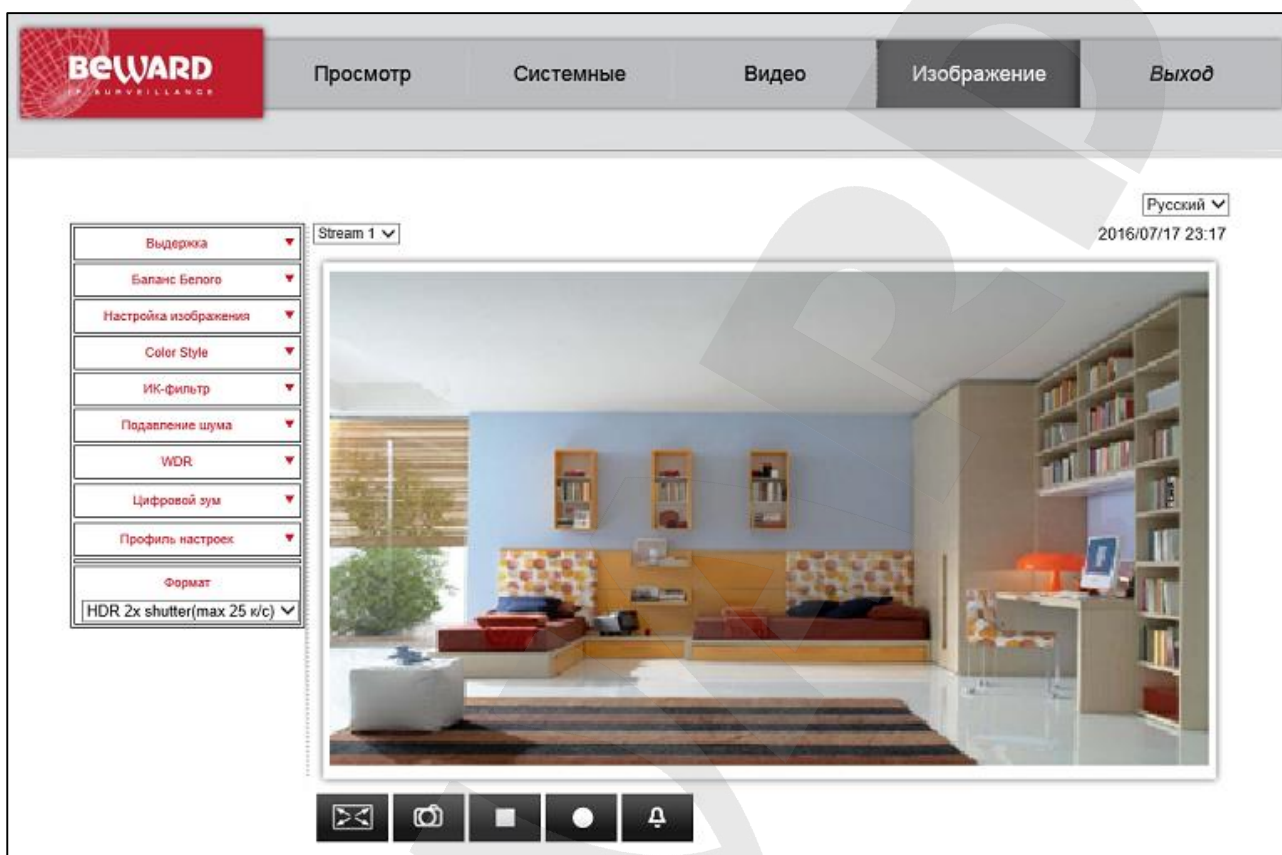 BEWARD
IP SURVEILLANCE
Просмотр
Системные
Видео
Изображение
Выход
Русский
Stream 1
2016/07/17 23:17
Выдержка
Баланс Белого
Настройка изображения
Color Style
ИК-фильтр
Подавление шума
WDR
Цифровой зум
Профиль настроек
Формат
HDR 2x shutter(max 25 к/с)